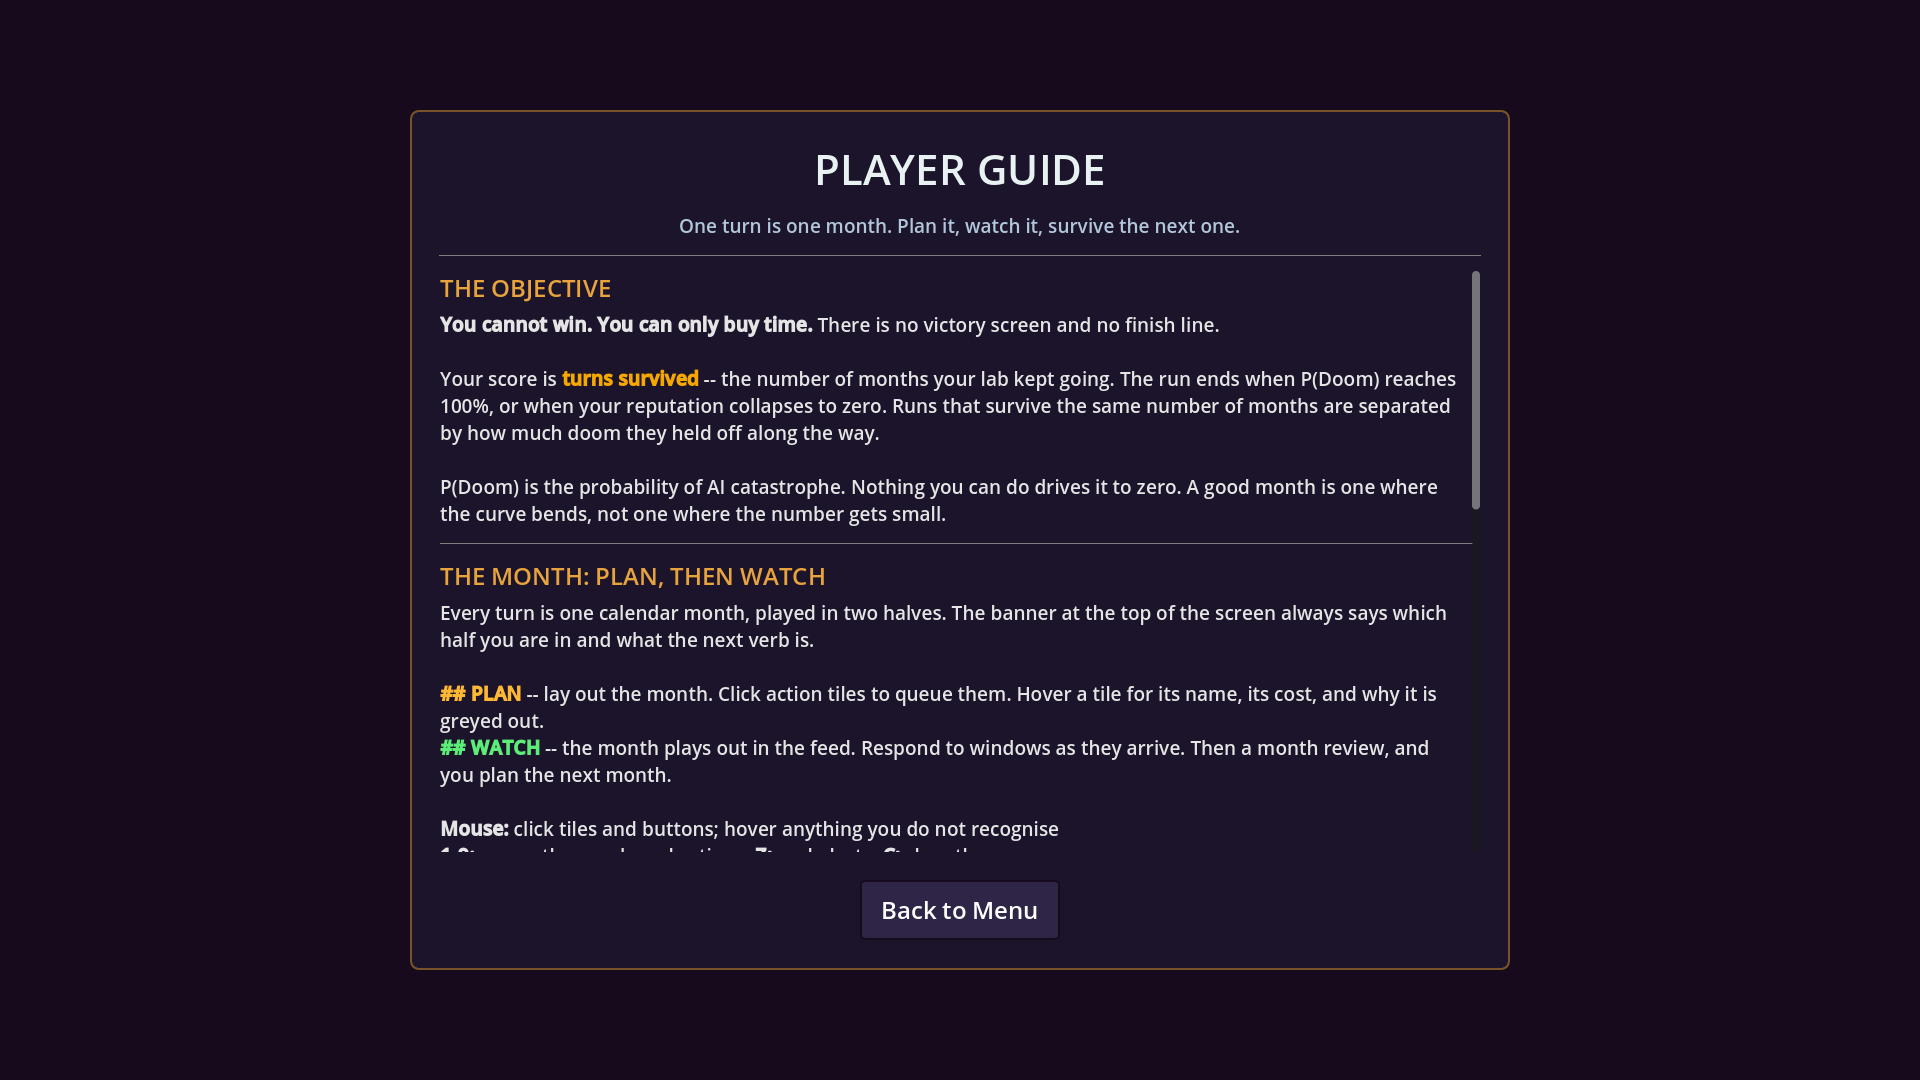 PLAYER GUIDE
One turn is one month. Plan it, watch it, survive the next one.
THE OBJECTIVE
You cannot win. You can only buy time. There is no victory screen and no finish line.
Your score is turns survived -- the number of months your lab kept going. The run ends when P(Doom) reaches
100%, or when your reputation collapses to zero. Runs that survive the same number of months are separated
by how much doom they held off along the way.
P(Doom) is the probability of AI catastrophe. Nothing you can do drives it to zero. A good month is one where
the curve bends, not one where the number gets small.
THE MONTH: PLAN, THEN WATCH
Every turn is one calendar month, played in two halves. The banner at the top of the screen always says which
half you are in and what the next verb is.
## PLAN -- lay out the month. Click action tiles to queue them. Hover a tile for its name, its cost, and why it is
greyed out.
## WATCH -- the month plays out in the feed. Respond to windows as they arrive. Then a month review, and
you plan the next month.
Mouse: click tiles and buttons; hover anything you do not recognise
Back to Menu